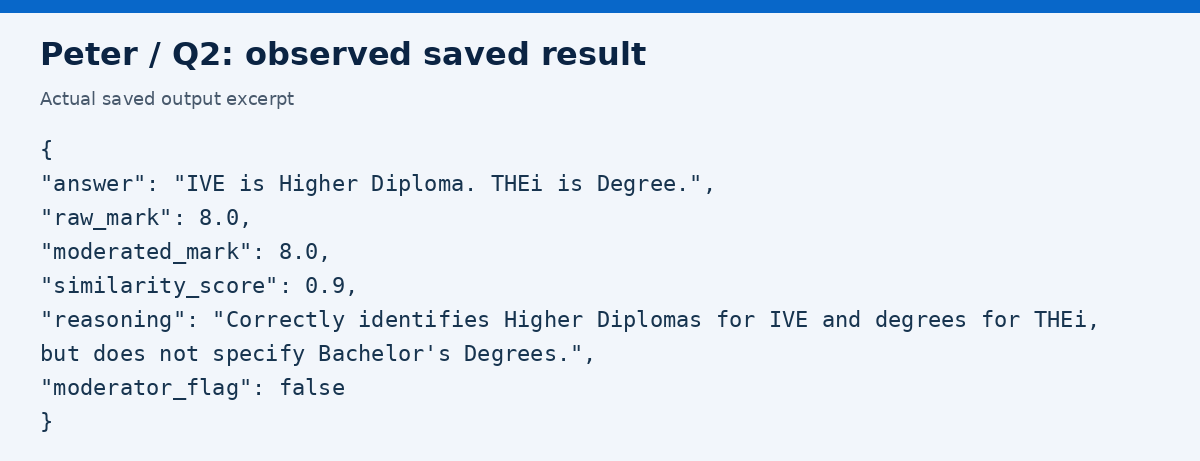 Peter / Q2: observed saved result
Actual saved output excerpt
{
"answer": "IVE is Higher Diploma. THEi is Degree.",
"raw_mark": 8.0,
"moderated_mark": 8.0,
"similarity_score": 0.9,
"reasoning": "Correctly identifies Higher Diplomas for IVE and degrees for THEi,
but does not specify Bachelor's Degrees.",
"moderator_flag": false
}